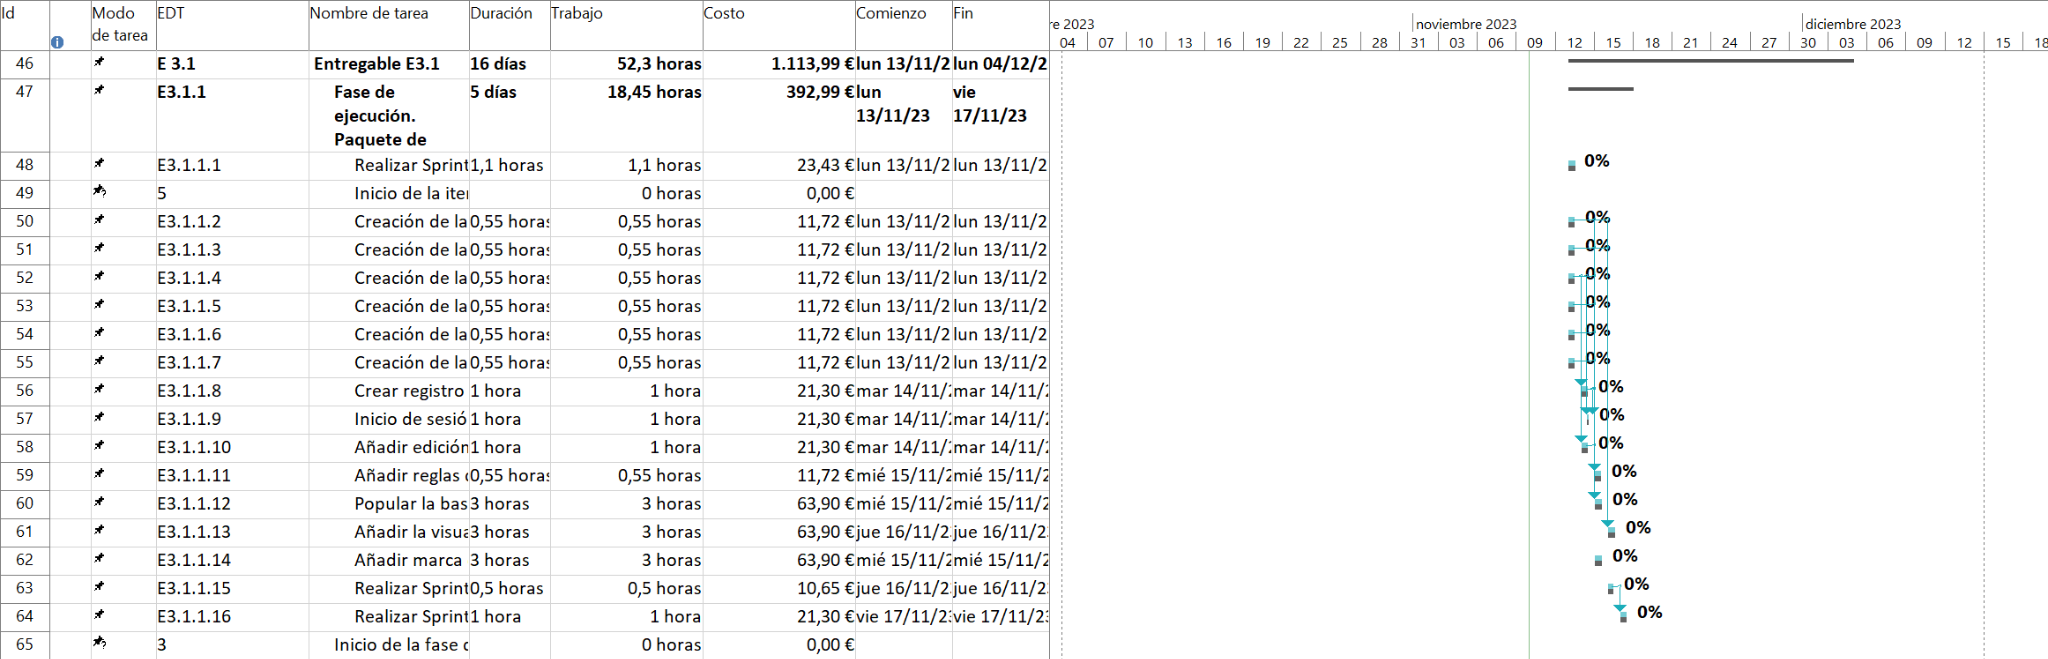 Id Modo de tarea EDT Nombre de tarea Duración Trabajo Costo Comienzo Fin
re 2023 noviembre 2023 diciembre 2023
04 07 10 13 16 19 22 25 28 31 03 06 09 12 15 18 21 24 27 30 03 06 09 12 15 18
46 E 3.1 Entregable E3.1 16 días 52,3 horas 1.113,99 € lun 13/11/2 lun 04/12/2
47 E3.1.1 Fase de ejecución. Paquete de 5 días 18,45 horas 392,99 € lun 13/11/23 vie 17/11/23
48 E3.1.1.1 Realizar Sprint 1,1 horas 1,1 horas 23,43 € lun 13/11/2 lun 13/11/2 0%
49 5 Inicio de la iter 0 horas 0,00 €
50 E3.1.1.2 Creación de la 0,55 horas 0,55 horas 11,72 € lun 13/11/2 lun 13/11/2 0%
51 E3.1.1.3 Creación de la 0,55 horas 0,55 horas 11,72 € lun 13/11/2 lun 13/11/2 0%
52 E3.1.1.4 Creación de la 0,55 horas 0,55 horas 11,72 € lun 13/11/2 lun 13/11/2 0%
53 E3.1.1.5 Creación de la 0,55 horas 0,55 horas 11,72 € lun 13/11/2 lun 13/11/2 0%
54 E3.1.1.6 Creación de la 0,55 horas 0,55 horas 11,72 € lun 13/11/2 lun 13/11/2 0%
55 E3.1.1.7 Creación de la 0,55 horas 0,55 horas 11,72 € lun 13/11/2 lun 13/11/2 0%
56 E3.1.1.8 Crear registro 1 hora 1 hora 21,30 € mar 14/11/2 mar 14/11/2 0%
57 E3.1.1.9 Inicio de sesió 1 hora 1 hora 21,30 € mar 14/11/2 mar 14/11/2 0%
58 E3.1.1.10 Añadir edición 1 hora 1 hora 21,30 € mar 14/11/2 mar 14/11/2 0%
59 E3.1.1.11 Añadir reglas 0,55 horas 0,55 horas 11,72 € mié 15/11/2 mié 15/11/2 0%
60 E3.1.1.12 Popular la bas 3 horas 3 horas 63,90 € mié 15/11/2 mié 15/11/2 0%
61 E3.1.1.13 Añadir la visua 3 horas 3 horas 63,90 € jue 16/11/2 jue 16/11/2 0%
62 E3.1.1.14 Añadir marca 3 horas 3 horas 63,90 € mié 15/11/2 mié 15/11/2 0%
63 E3.1.1.15 Realizar Sprint 0,5 horas 0,5 horas 10,65 € jue 16/11/2 jue 16/11/2 0%
64 E3.1.1.16 Realizar Sprint 1 hora 1 hora 21,30 € vie 17/11/2 vie 17/11/2 0%
65 3 Inicio de la fase 0 horas 0,00 €